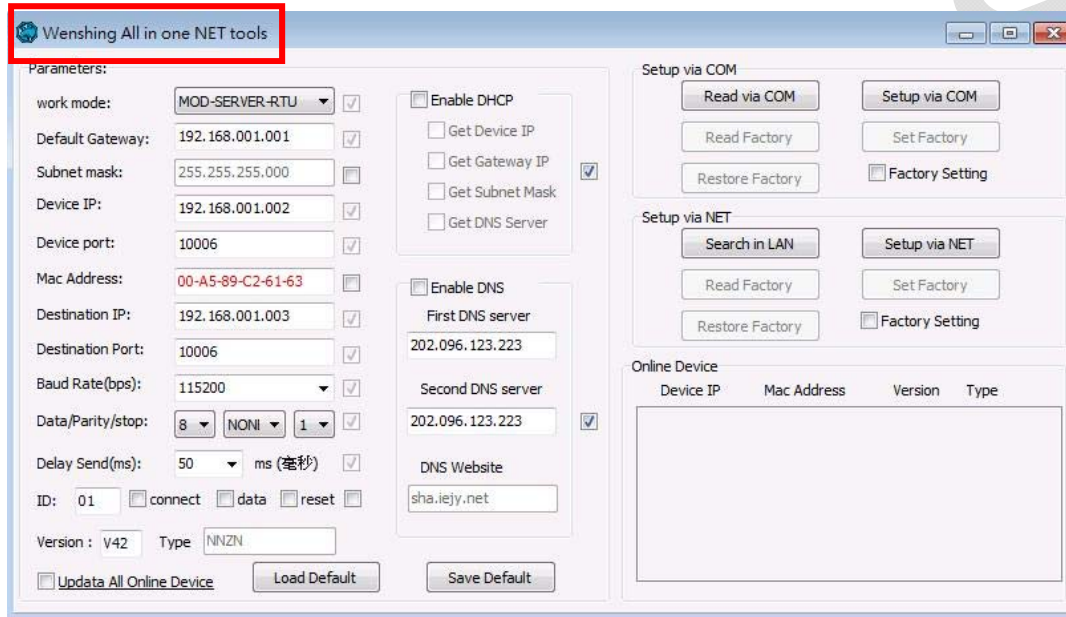 Wenshing All in one NET tools
Parameters:
work mode: MOD-SERVER-RTU
Default Gateway: 192.168.001.001
Subnet mask: 255.255.255.000
Device IP: 192.168.001.002
Device port: 10006
Mac Address: 00-A5-89-C2-61-63
Destination IP: 192.168.001.003
Destination Port: 10006
Baud Rate(bps): 115200
Data/Parity/stop: 8 NONI 1
Delay Send(ms): 50 ms (毫秒)
ID: 01 connect data reset
Version : V42 Type NNZN
Updata All Online Device Load Default Save Default
Enable DHCP
Get Device IP
Get Gateway IP
Get Subnet Mask
Get DNS Server
Enable DNS
First DNS server
202.096.123.223
Second DNS server
202.096.123.223
DNS Website
sha.iejy.net
Setup via COM
Read via COM Setup via COM
Read Factory Set Factory
Restore Factory Factory Setting
Setup via NET
Search in LAN Setup via NET
Read Factory Set Factory
Restore Factory Factory Setting
Online Device
Device IP Mac Address Version Type